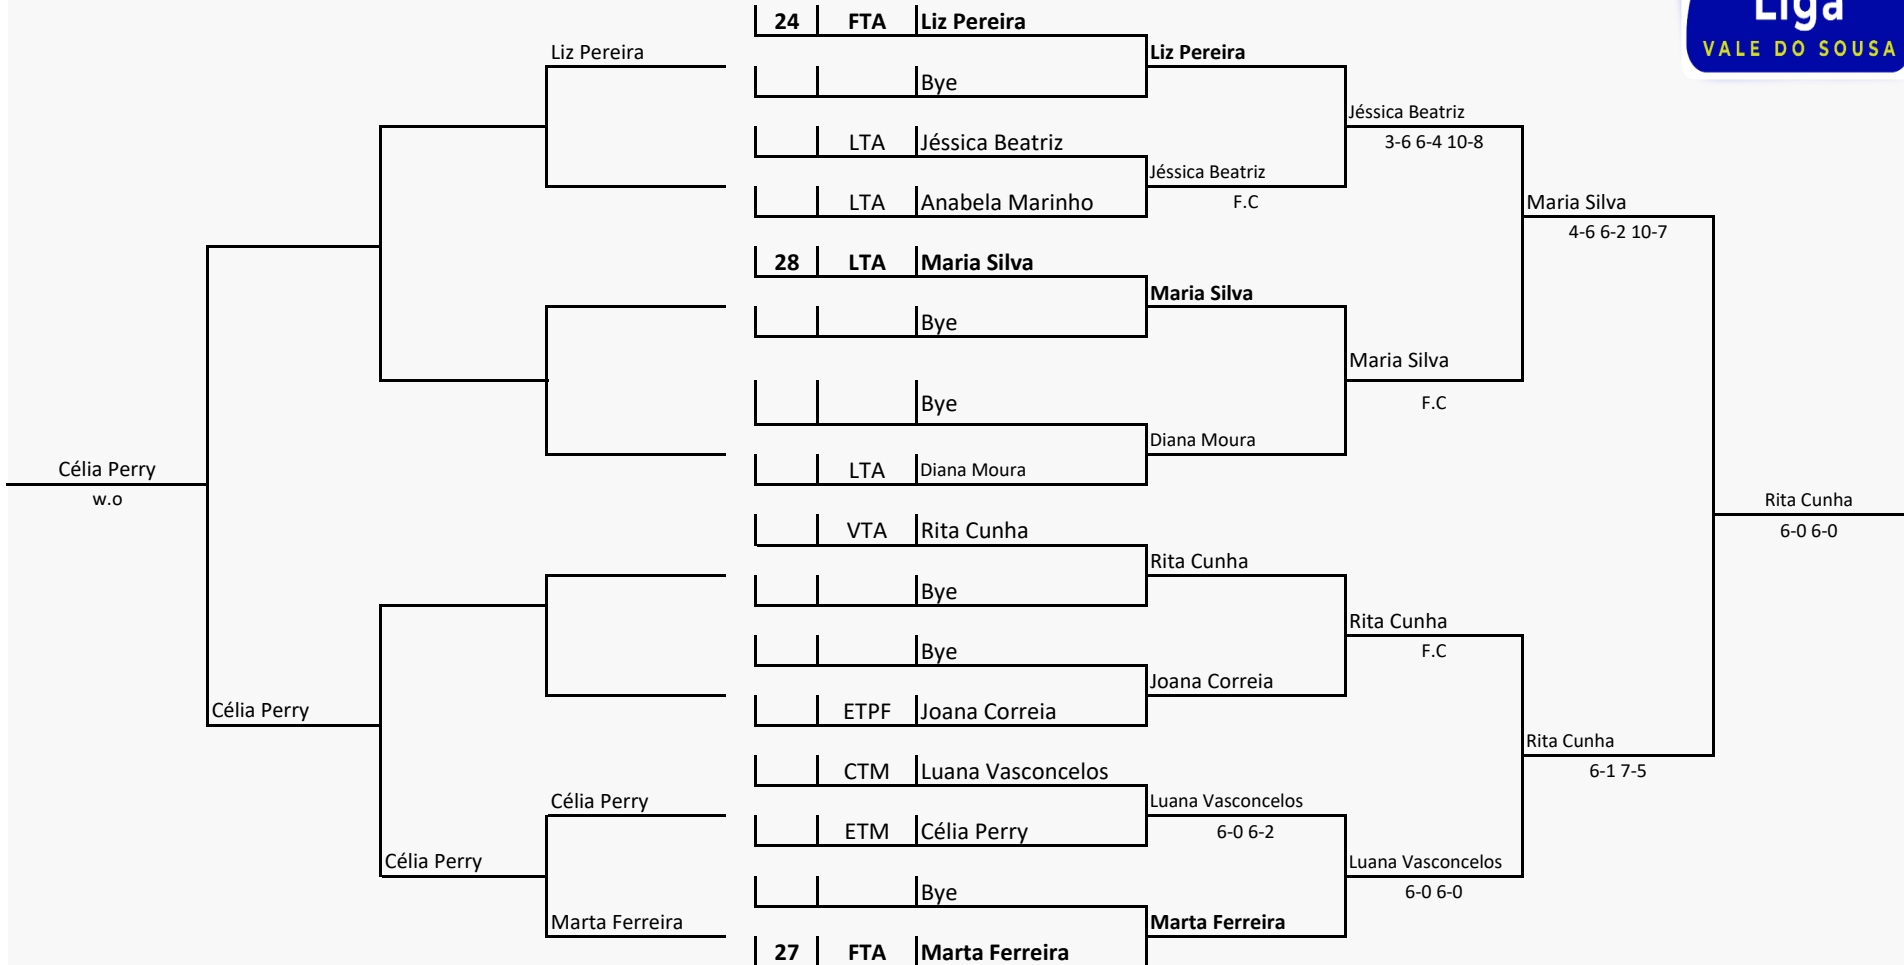 Liga
VALE DO SOUSA
24 FTA Liz Pereira
Liz Pereira
Liz Pereira
Bye
Jéssica Beatriz
3-6 6-4 10-8
LTA Jéssica Beatriz
Jéssica Beatriz
F.C
LTA Anabela Marinho
Maria Silva
4-6 6-2 10-7
28 LTA Maria Silva
Maria Silva
Bye
Maria Silva
F.C
Bye
Diana Moura
LTA Diana Moura
Célia Perry
w.o
Rita Cunha
6-0 6-0
VTA Rita Cunha
Rita Cunha
Bye
Rita Cunha
F.C
Bye
Joana Correia
ETPF Joana Correia
Célia Perry
Rita Cunha
6-1 7-5
CTM Luana Vasconcelos
Célia Perry
Luana Vasconcelos
6-0 6-2
ETM Célia Perry
Célia Perry
Luana Vasconcelos
6-0 6-0
Bye
Marta Ferreira
Marta Ferreira
27 FTA Marta Ferreira